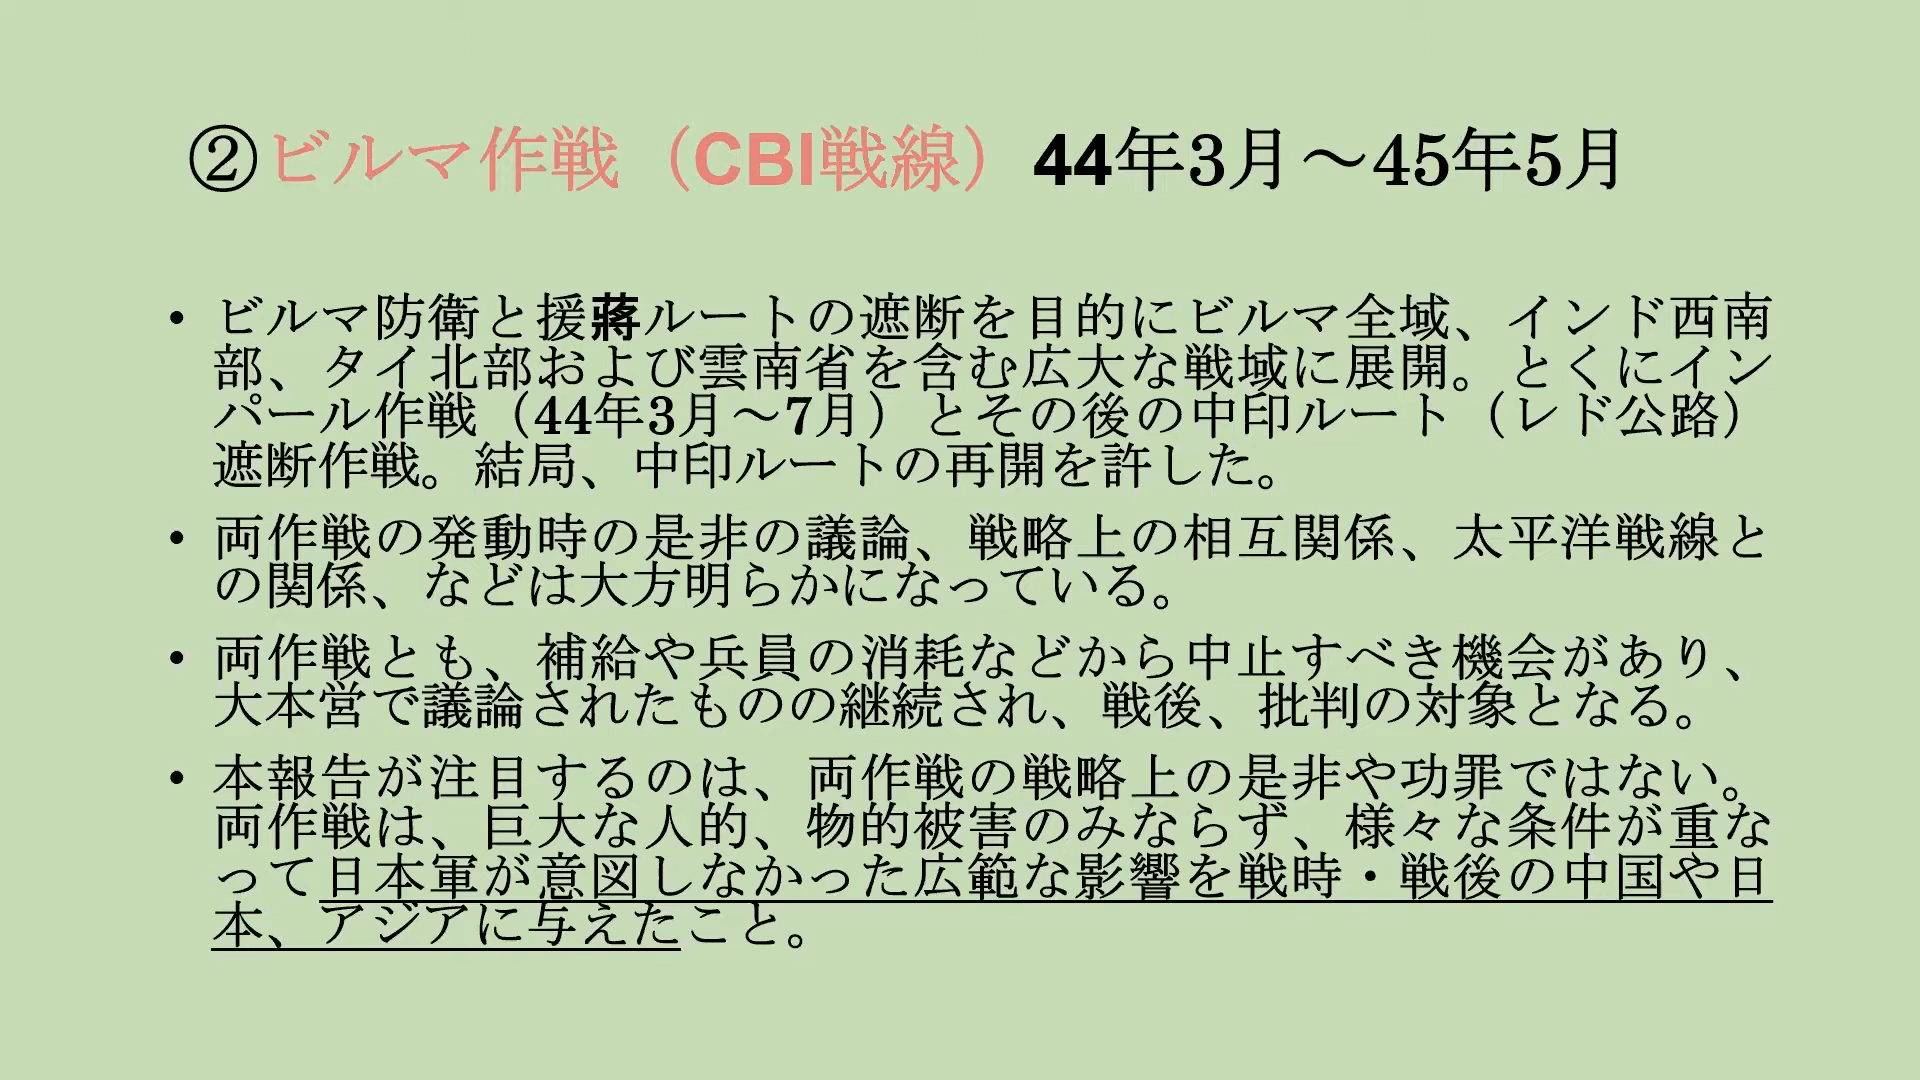 ②ビルマ作戦（CBI戦線）44年3月～45年5月
• ビルマ防衛と援蔣ルートの遮断を目的にビルマ全域、インド西南
部、タイ北部および雲南省を含む広大な戦域に展開。とくにイン
パール作戦（44年3月～7月）とその後の中印ルート（レド公路）
遮断作戦。結局、中印ルートの再開を許した。
• 両作戦の発動時の是非の議論、戦略上の相互関係、太平洋戦線と
の関係、などは大方明らかになっている。
• 両作戦とも、補給や兵員の消耗などから中止すべき機会があり、
大本営で議論されたものの継続され、戦後、批判の対象となる。
• 本報告が注目するのは、両作戦の戦略上の是非や功罪ではない。
両作戦は、巨大な人的、物的被害のみならず、様々な条件が重な
って日本軍が意図しなかった広範な影響を戦時・戦後の中国や日
本、アジアに与えたこと。